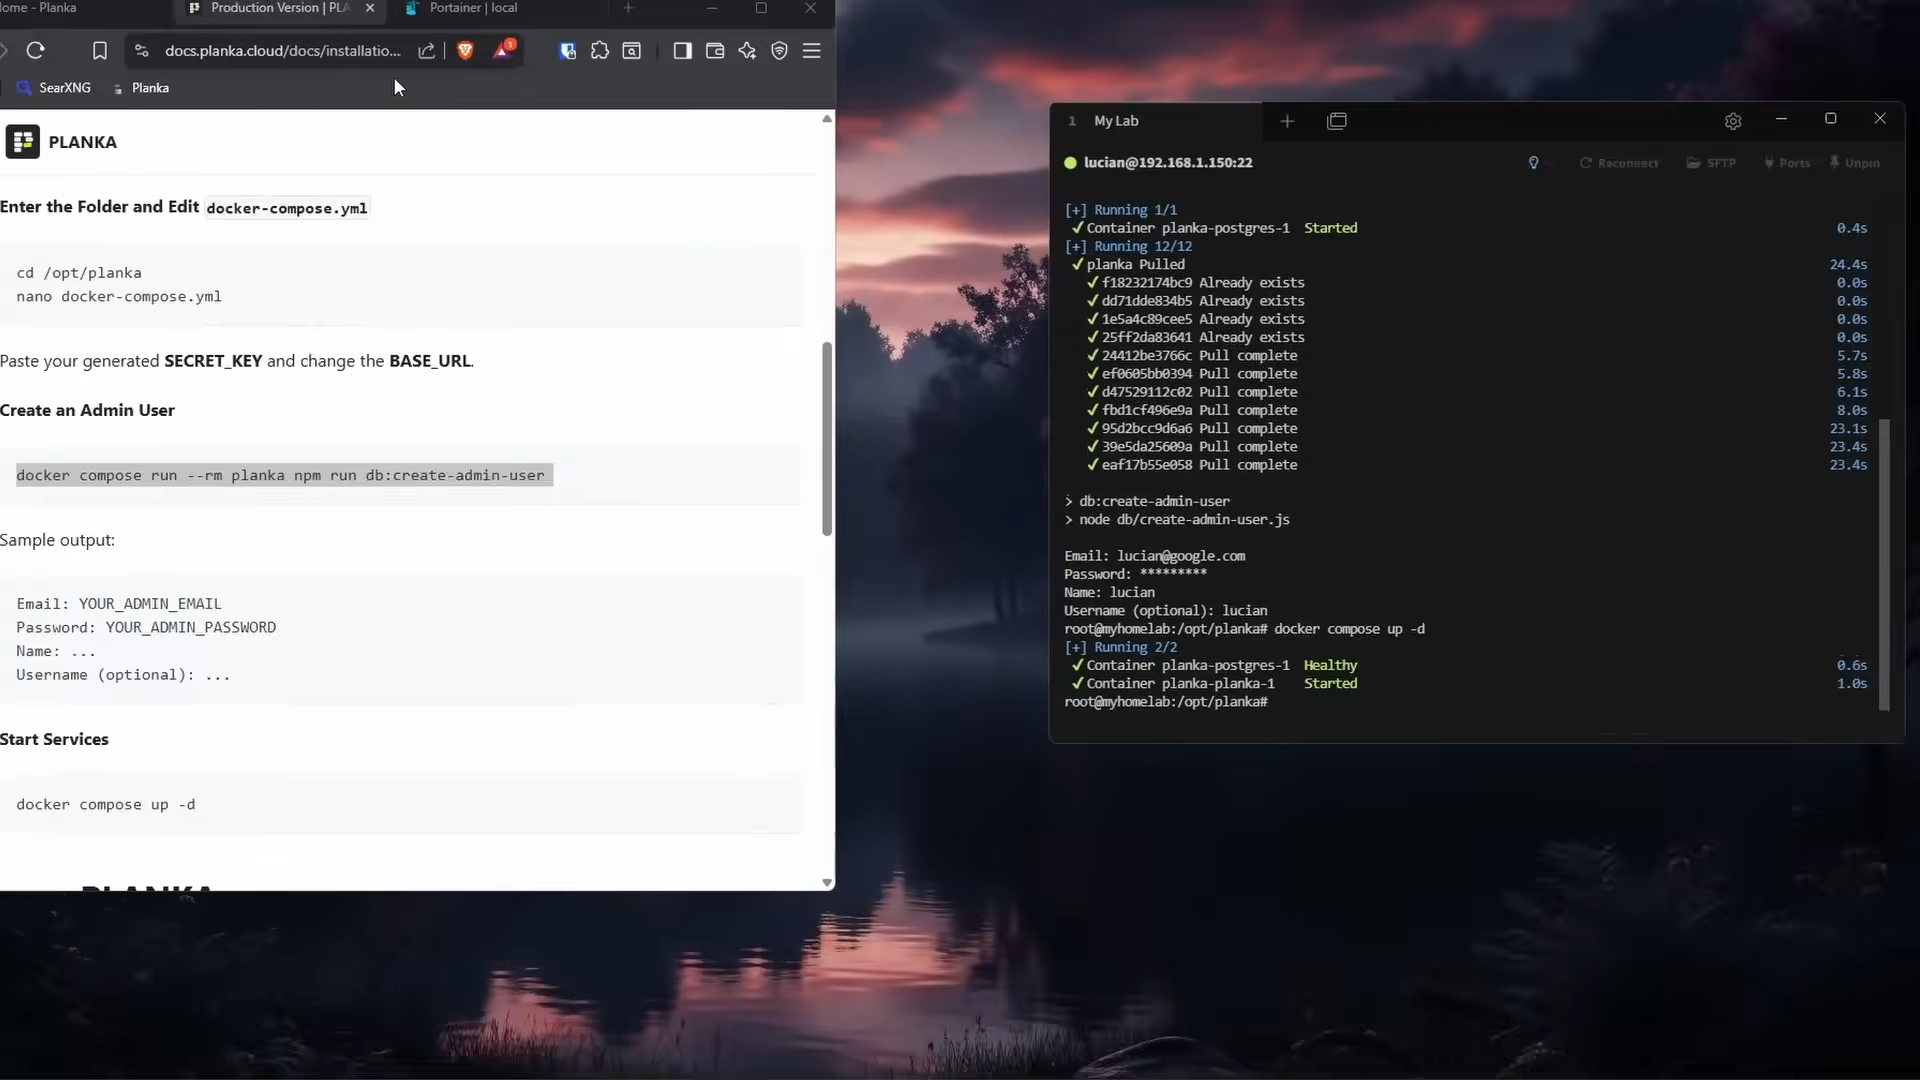 ome - Planka
Production Version | PLA
Portainer | local
docs.planka.cloud/docs/installatio...
1
SearXNG
Planka
PLANKA
Enter the Folder and Edit docker-compose.yml
cd /opt/planka
nano docker-compose.yml
Paste your generated SECRET_KEY and change the BASE_URL.
Create an Admin User
docker compose run --rm planka npm run db:create-admin-user
Sample output:
Email: YOUR_ADMIN_EMAIL
Password: YOUR_ADMIN_PASSWORD
Name: ...
Username (optional): ...
Start Services
docker compose up -d
PLANKA
1 My Lab
lucian@192.168.1.150:22
Reconnect
SFTP
Ports
Unpin
[+] Running 1/1
✓Container planka-postgres-1 Started 0.4s
[+] Running 12/12
✓planka Pulled 24.4s
✓f18232174bc9 Already exists 0.0s
✓dd71dde834b5 Already exists 0.0s
✓1e5a4c89cee5 Already exists 0.0s
✓25ff2da83641 Already exists 0.0s
✓24412be3766c Pull complete 5.7s
✓ef0605bb0394 Pull complete 5.8s
✓d47529112c02 Pull complete 6.1s
✓fbd1cf496e9a Pull complete 8.0s
✓95d2bcc9d6a6 Pull complete 23.1s
✓39e5da25609a Pull complete 23.4s
✓eaf17b55e058 Pull complete 23.4s
> db:create-admin-user
> node db/create-admin-user.js
Email: lucian@google.com
Password: *********
Name: lucian
Username (optional): lucian
root@myhomelab:/opt/planka# docker compose up -d
[+] Running 2/2
✓Container planka-postgres-1 Healthy 0.6s
✓Container planka-planka-1 Started 1.0s
root@myhomelab:/opt/planka#